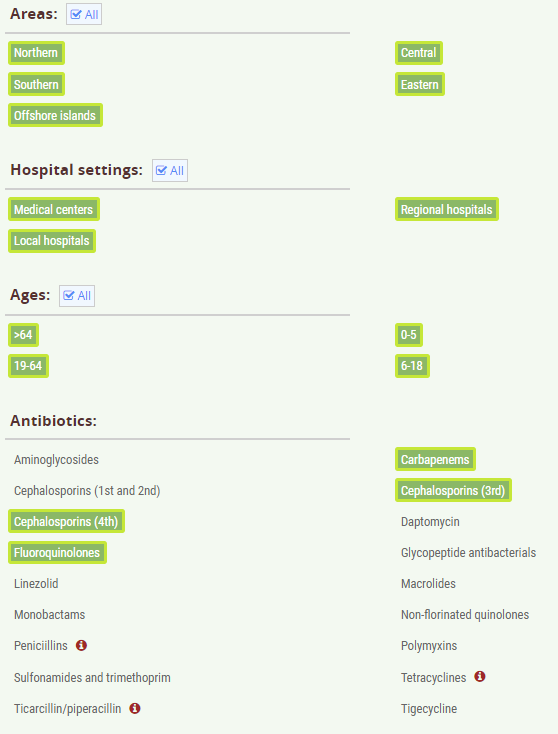 Areas: All
Northern
Central
Southern
Eastern
Offshore islands
Hospital settings: All
Medical centers
Regional hospitals
Local hospitals
Ages: All
>64
0-5
19-64
6-18
Antibiotics:
Aminoglycosides
Carbapenems
Cephalosporins (1st and 2nd)
Cephalosporins (3rd)
Cephalosporins (4th)
Daptomycin
Fluoroquinolones
Glycopeptide antibacterials
Linezolid
Macrolides
Monobactams
Non-florinated quinolones
Peniciillins
Polymyxins
Sulfonamides and trimethoprim
Tetracyclines
Ticarcillin/piperacillin
Tigecycline